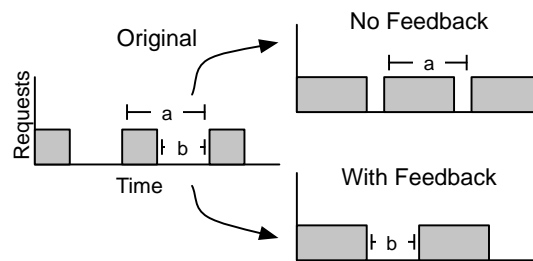 Original
Requests
a
b
Time
No Feedback
a
With Feedback
b